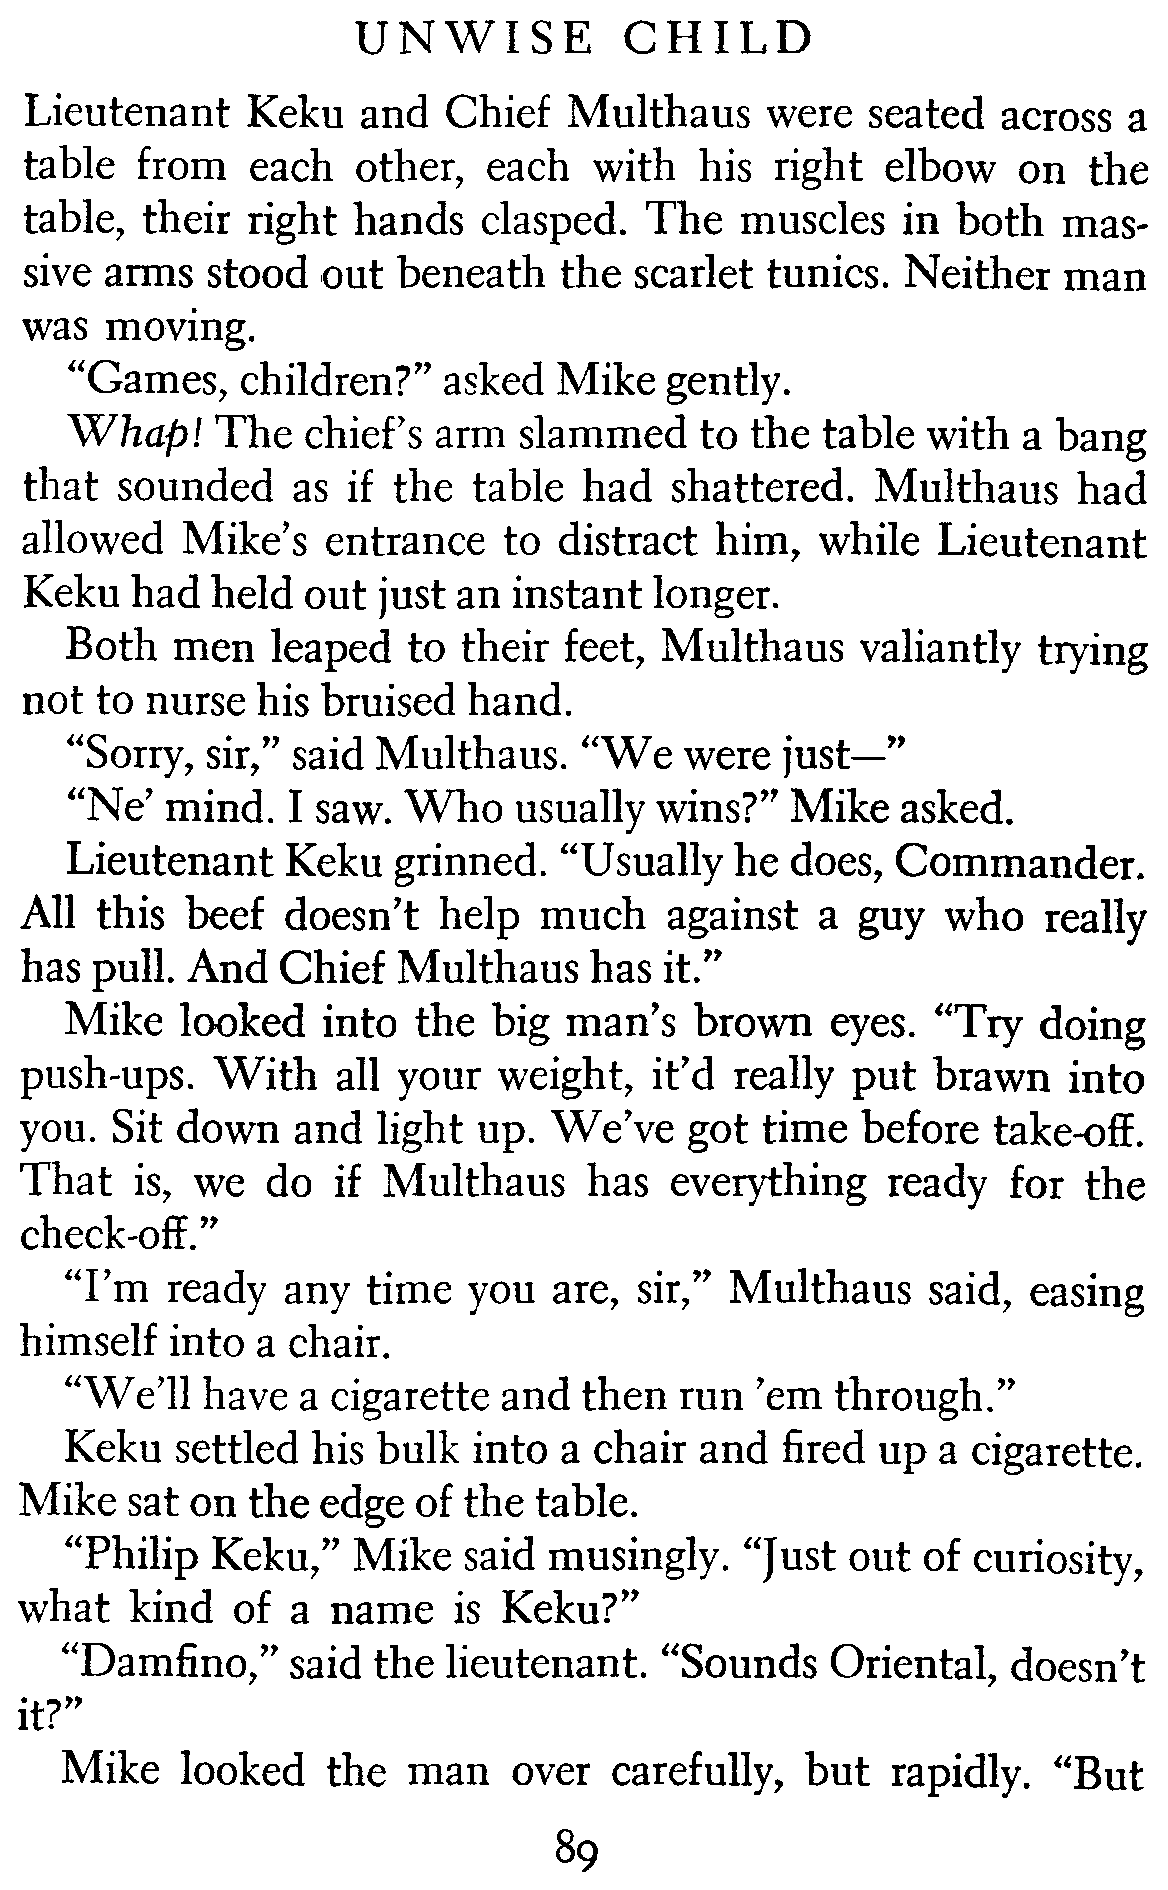 UNWISE CHILD
Lieutenant Keku and Chief Multhaus were seated across a
table from each other, each with his right elbow on the
table, their right hands clasped. The muscles in both mas-
sive arms stood out beneath the scarlet tunics. Neither man
was moving.
“Games, children?” asked Mike gently.
Whap! The chief’s arm slammed to the table with a bang
that sounded as if the table had shattered. Multhaus had
allowed Mike’s entrance to distract him, while Lieutenant
Keku had held out just an instant longer.
Both men leaped to their feet, Multhaus valiantly trying
not to nurse his bruised hand.
“Sorry, sir,” said Multhaus. “We were just—”
“Ne’ mind. I saw. Who usually wins?” Mike asked.
Lieutenant Keku grinned. “Usually he does, Commander.
All this beef doesn’t help much against a guy who really
has pull. And Chief Multhaus has it.”
Mike looked into the big man’s brown eyes. “Try doing
push-ups. With all your weight, it’d really put brawn into
you. Sit down and light up. We’ve got time before take-off.
That is, we do if Multhaus has everything ready for the
check-off.”
“I’m ready any time you are, sir,” Multhaus said, easing
himself into a chair.
“We’ll have a cigarette and then run ’em through.”
Keku settled his bulk into a chair and fired up a cigarette.
Mike sat on the edge of the table.
“Philip Keku,” Mike said musingly. “Just out of curiosity,
what kind of a name is Keku?”
“Damfino,” said the lieutenant. “Sounds Oriental, doesn’t
it?”
Mike looked the man over carefully, but rapidly. “But
89